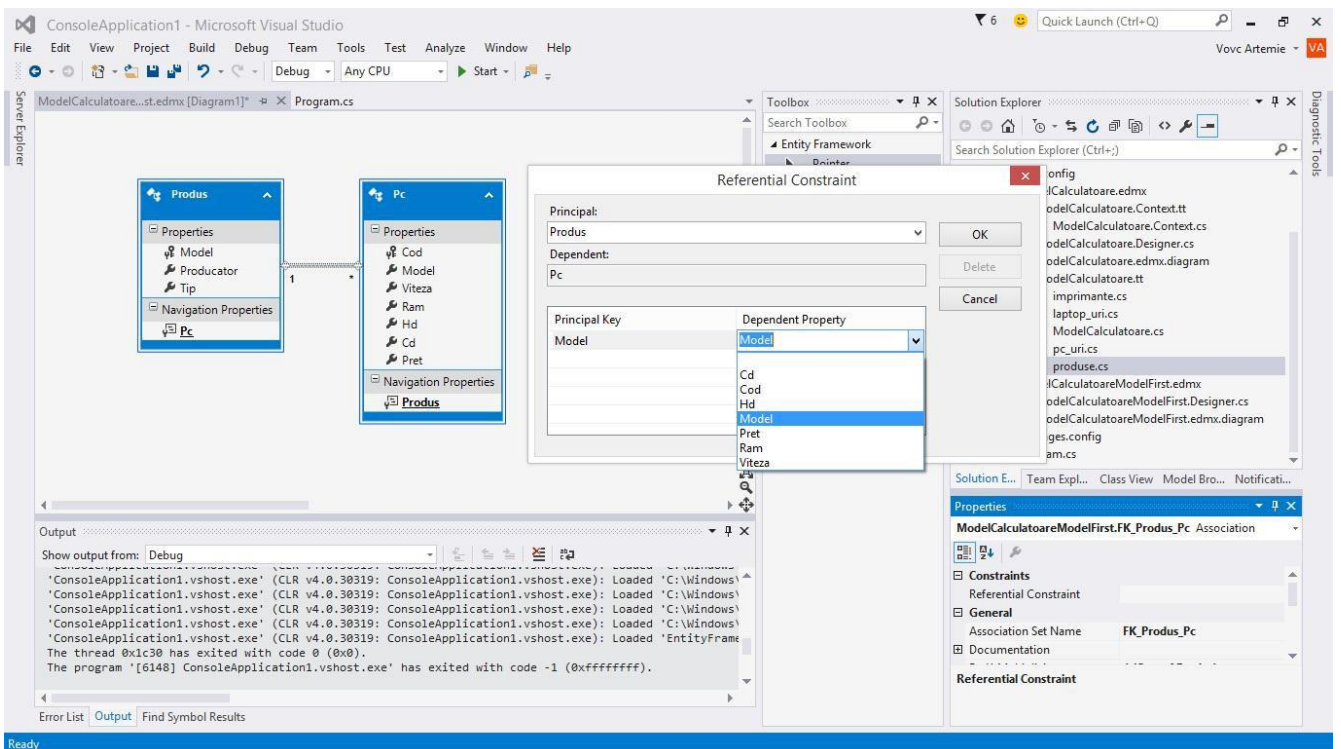 ConsoleApplication1 - Microsoft Visual Studio
6 Quick Launch (Ctrl+Q)
File Edit View Project Build Debug Team Tools Test Analyze Window Help
Vovc Artemie VA
Debug Any CPU Start
Server Explorer
ModelCalculatoare...st.edmx [Diagram1]* Program.cs
Produs
Properties
Model
Producator
Tip
Navigation Properties
Pc
1 *
Pc
Properties
Cod
Model
Viteza
Ram
Hd
Cd
Pret
Navigation Properties
Produs
Toolbox
Search Toolbox
Entity Framework
Pointer
Referential Constraint
Principal:
Produs
Dependent:
Pc
OK
Delete
Cancel
Principal Key Dependent Property
Model Model
Cd
Cod
Hd
Model
Pret
Ram
Viteza
Solution Explorer
Search Solution Explorer (Ctrl+;)
onfig
lCalculatoare.edmx
odelCalculatoare.Context.tt
ModelCalculatoare.Context.cs
odelCalculatoare.Designer.cs
odelCalculatoare.edmx.diagram
odelCalculatoare.tt
imprimante.cs
laptop_uri.cs
ModelCalculatoare.cs
pc_uri.cs
produse.cs
lCalculatoareModelFirst.edmx
odelCalculatoareModelFirst.Designer.cs
odelCalculatoareModelFirst.edmx.diagram
ges.config
am.cs
Solution E... Team Expl... Class View Model Bro... Notificati...
Diagnostic Tools
Properties
ModelCalculatoareModelFirst.FK_Produs_Pc Association
Constraints
Referential Constraint
General
Association Set Name FK_Produs_Pc
Documentation
Referential Constraint
Output
Show output from: Debug
'ConsoleApplication1.vshost.exe' (CLR v4.0.30319: ConsoleApplication1.vshost.exe): Loaded 'C:\Windows\
'ConsoleApplication1.vshost.exe' (CLR v4.0.30319: ConsoleApplication1.vshost.exe): Loaded 'C:\Windows\
'ConsoleApplication1.vshost.exe' (CLR v4.0.30319: ConsoleApplication1.vshost.exe): Loaded 'C:\Windows\
'ConsoleApplication1.vshost.exe' (CLR v4.0.30319: ConsoleApplication1.vshost.exe): Loaded 'C:\Windows\
'ConsoleApplication1.vshost.exe' (CLR v4.0.30319: ConsoleApplication1.vshost.exe): Loaded 'EntityFrame
The thread 0x1c30 has exited with code 0 (0x0).
The program '[6148] ConsoleApplication1.vshost.exe' has exited with code -1 (0xffffffff).
Error List Output Find Symbol Results
Ready